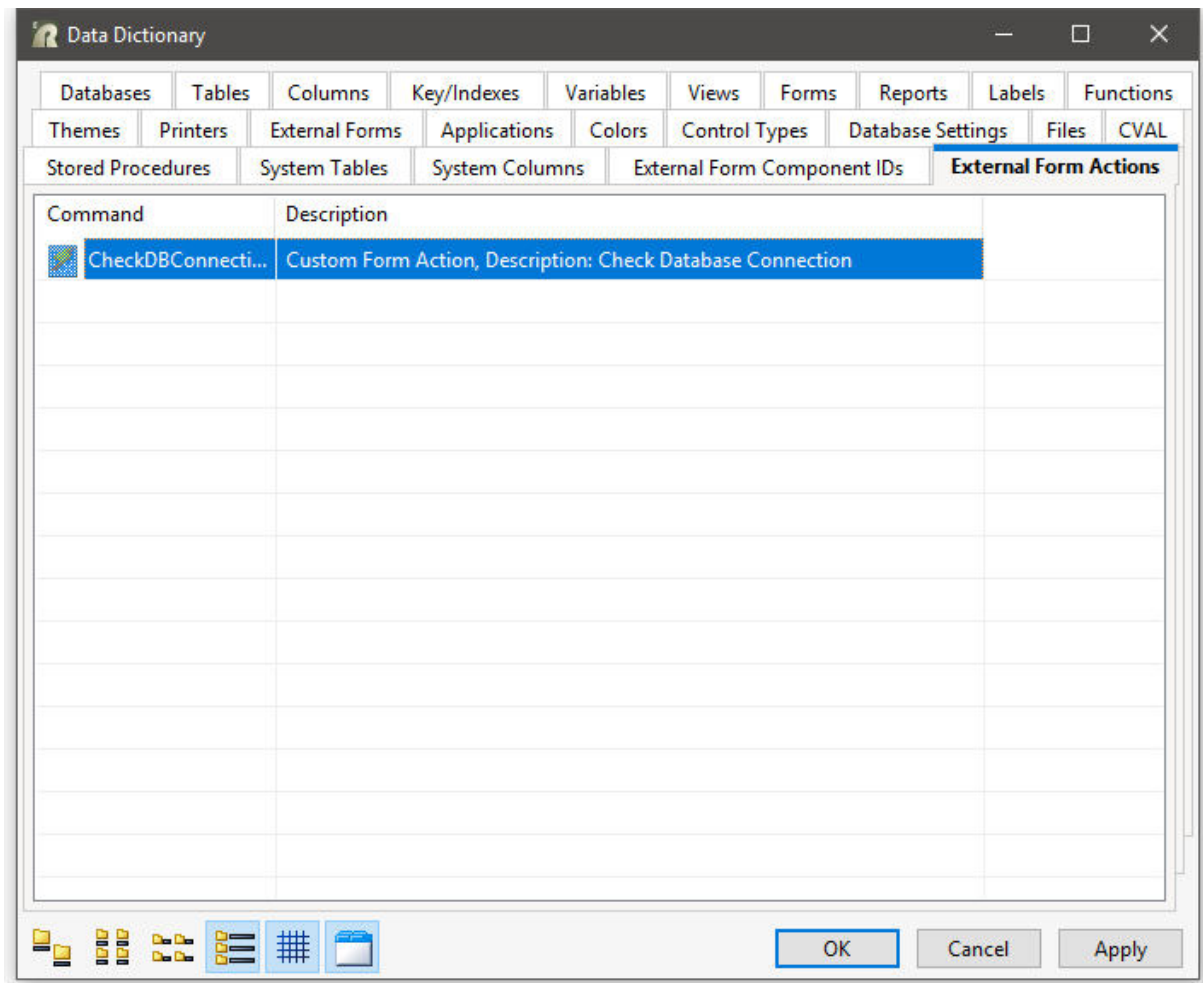 Data Dictionary
Databases Tables Columns Key/Indexes Variables Views Forms Reports Labels Functions
Themes Printers External Forms Applications Colors Control Types Database Settings Files CVAL
Stored Procedures System Tables System Columns External Form Component IDs External Form Actions
Command Description
CheckDBConnecti... Custom Form Action, Description: Check Database Connection
OK Cancel Apply